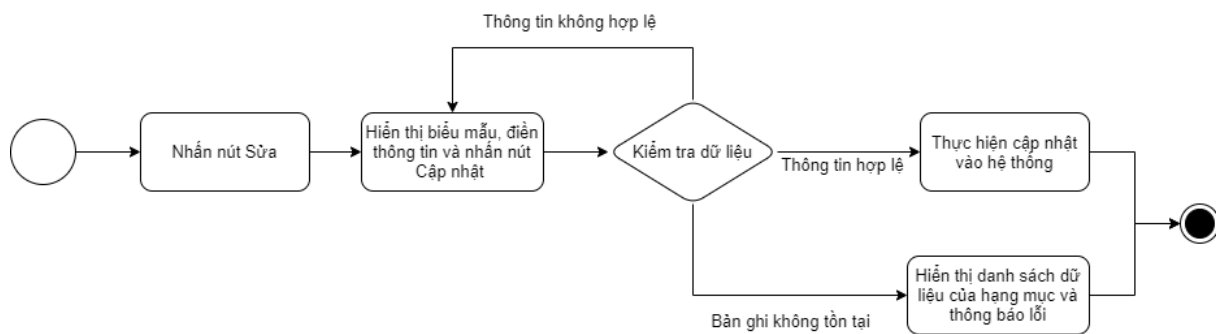 Thông tin không hợp lệ
Nhấn nút Sửa
Hiển thị biểu mẫu, điền
thông tin và nhấn nút
Cập nhật
Kiểm tra dữ liệu
Thông tin hợp lệ
Thực hiện cập nhật
vào hệ thống
Hiển thị danh sách dữ
liệu của hạng mục và
thông báo lỗi
Bản ghi không tồn tại